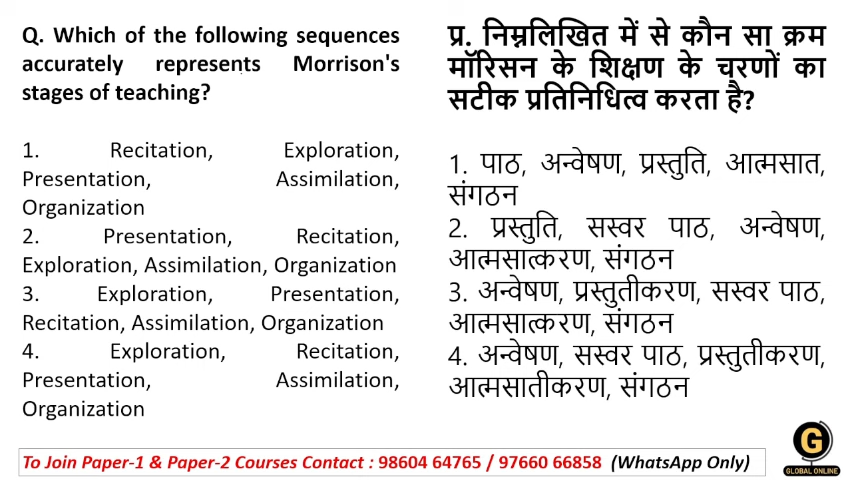 Q. Which of the following sequences
accurately represents Morrison's
stages of teaching?
1. Recitation, Exploration,
Presentation, Assimilation,
Organization
2. Presentation, Recitation,
Exploration, Assimilation, Organization
3. Exploration, Presentation,
Recitation, Assimilation, Organization
4. Exploration, Recitation,
Presentation, Assimilation,
Organization
प्र. निम्नलिखित में से कौन सा क्रम
मॉरिसन के शिक्षण के चरणों का
सटीक प्रतिनिधित्व करता है?
1. पाठ, अन्वेषण, प्रस्तुति, आत्मसात,
संगठन
2. प्रस्तुति, सस्वर पाठ, अन्वेषण,
आत्मसात्करण, संगठन
3. अन्वेषण, प्रस्तुतीकरण, सस्वर पाठ,
आत्मसात्करण, संगठन
4. अन्वेषण, सस्वर पाठ, प्रस्तुतीकरण,
आत्मसातीकरण, संगठन
To Join Paper-1 & Paper-2 Courses Contact : 98604 64765 / 97660 66858 (WhatsApp Only)
G
GLOBAL ONLINE